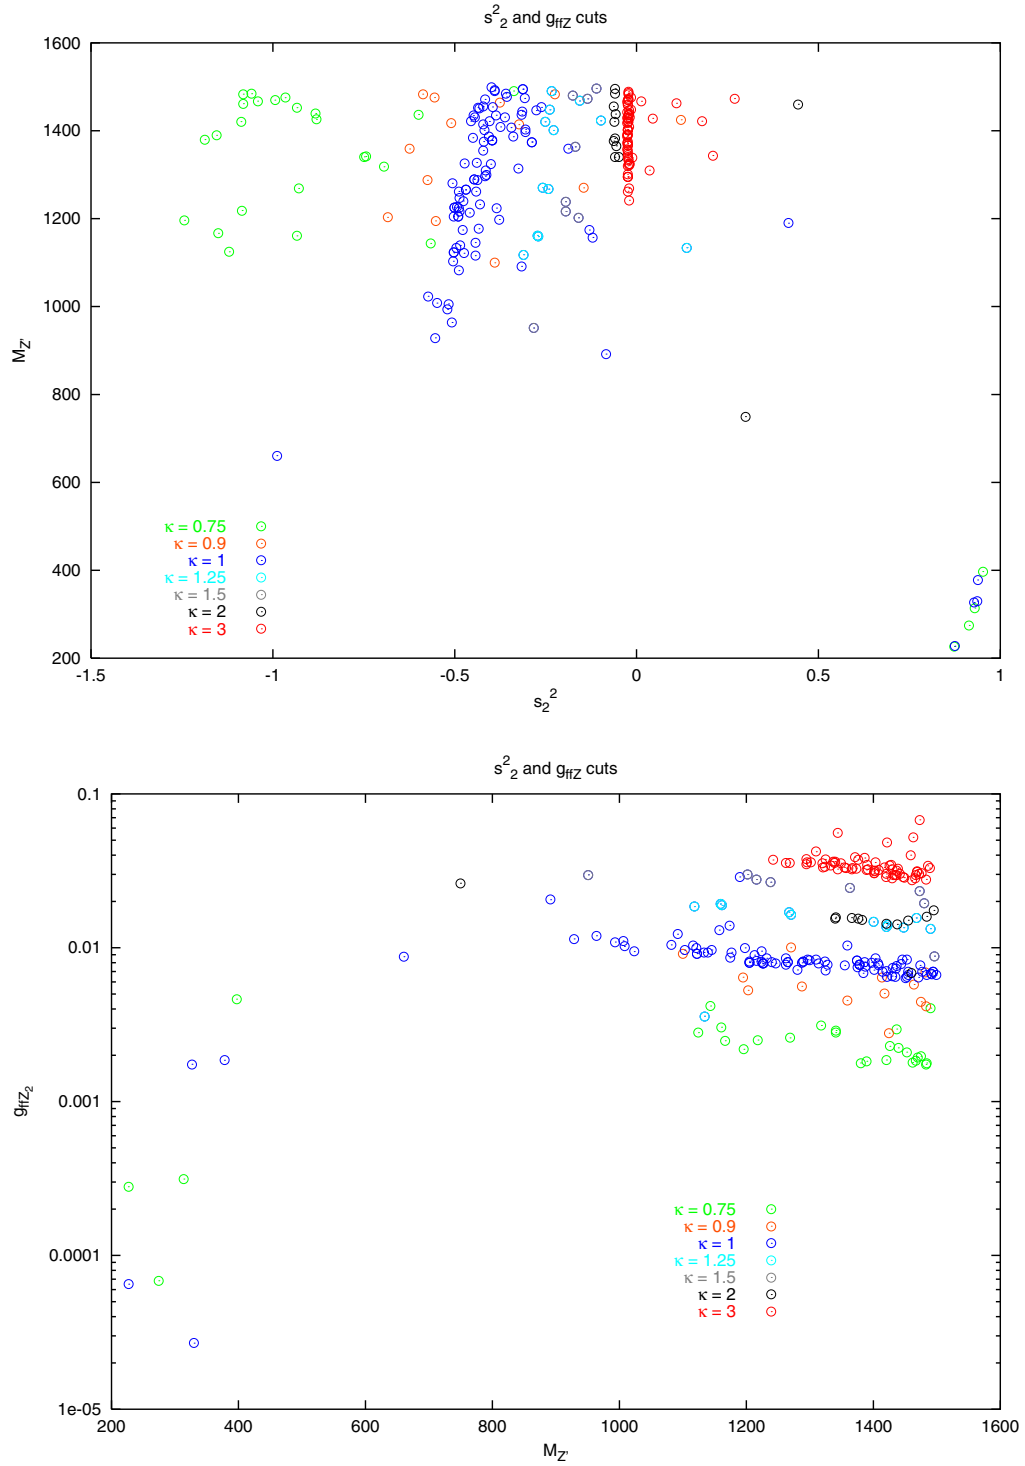 s²₂ and g_ffZ cuts
1600
1400
1200
1000
800
600
400
200
M_Z'
κ = 0.75
κ = 0.9
κ = 1
κ = 1.25
κ = 1.5
κ = 2
κ = 3
-1.5 -1 -0.5 0 0.5 1
s₂²
s²₂ and g_ffZ cuts
0.1
0.01
0.001
0.0001
1e-05
g_ffZ₂
κ = 0.75
κ = 0.9
κ = 1
κ = 1.25
κ = 1.5
κ = 2
κ = 3
200 400 600 800 1000 1200 1400 1600
M_Z'